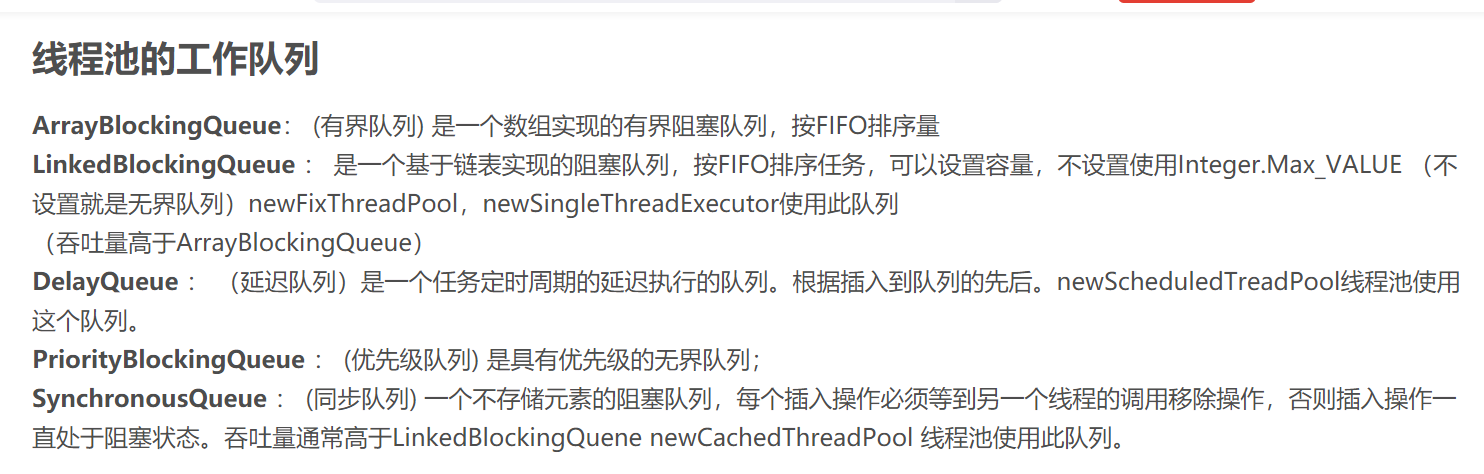 线程池的工作队列
ArrayBlockingQueue： (有界队列) 是一个数组实现的有界阻塞队列，按FIFO排序量
LinkedBlockingQueue ： 是一个基于链表实现的阻塞队列，按FIFO排序任务，可以设置容量，不设置使用Integer.Max_VALUE （不
设置就是无界队列）newFixThreadPool，newSingleThreadExecutor使用此队列
（吞吐量高于ArrayBlockingQueue）
DelayQueue ： （延迟队列）是一个任务定时周期的延迟执行的队列。根据插入到队列的先后。newScheduledTreadPool线程池使用
这个队列。
PriorityBlockingQueue ： (优先级队列) 是具有优先级的无界队列；
SynchronousQueue ： (同步队列) 一个不存储元素的阻塞队列，每个插入操作必须等到另一个线程的调用移除操作，否则插入操作一
直处于阻塞状态。吞吐量通常高于LinkedBlockingQuene newCachedThreadPool 线程池使用此队列。